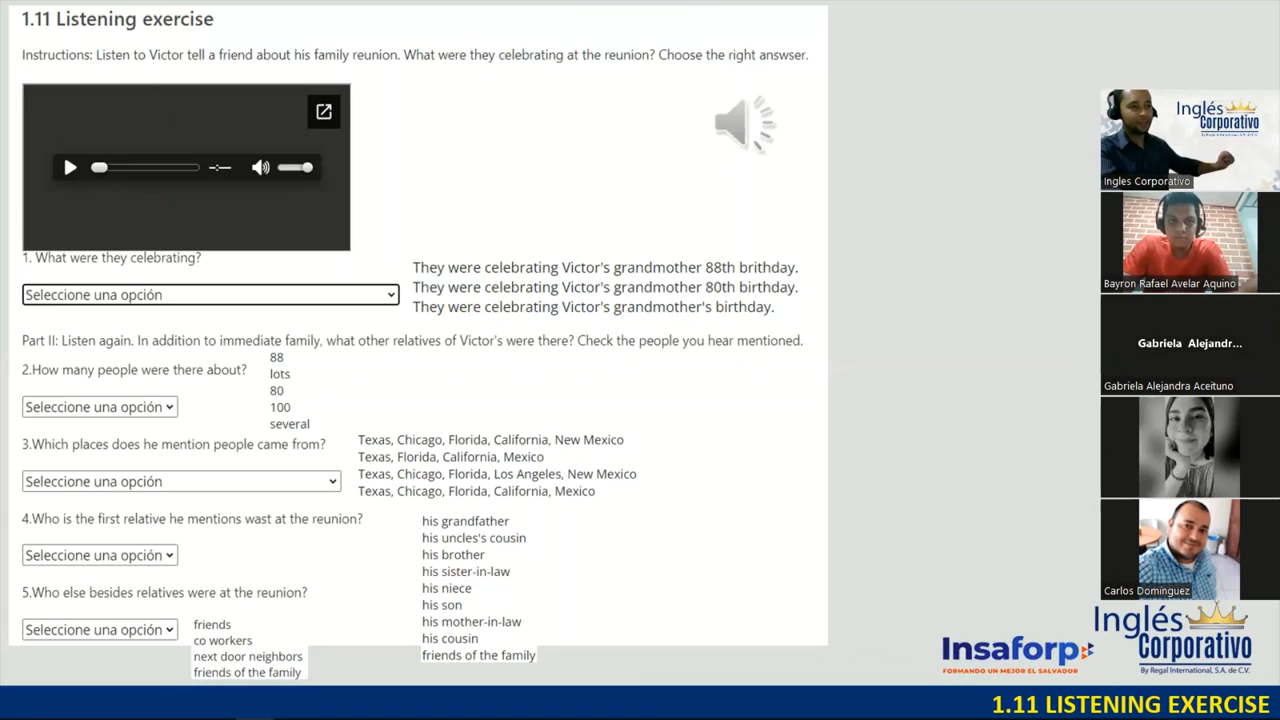 1.11 Listening exercise
Instructions: Listen to Victor tell a friend about his family reunion. What were they celebrating at the reunion? Choose the right answser.
1. What were they celebrating?
Seleccione una opción
They were celebrating Victor's grandmother 88th brithday.
They were celebrating Victor's grandmother 80th birthday.
They were celebrating Victor's grandmother's birthday.
Part II: Listen again. In addition to immediate family, what other relatives of Victor's were there? Check the people you hear mentioned.
2.How many people were there about?
Seleccione una opción
88
lots
80
100
several
3.Which places does he mention people came from?
Seleccione una opción
Texas, Chicago, Florida, California, New Mexico
Texas, Florida, California, Mexico
Texas, Chicago, Florida, Los Angeles, New Mexico
Texas, Chicago, Florida, California, Mexico
4.Who is the first relative he mentions wast at the reunion?
Seleccione una opción
his grandfather
his uncles's cousin
his brother
his sister-in-law
his niece
his son
his mother-in-law
his cousin
friends of the family
5.Who else besides relatives were at the reunion?
Seleccione una opción
friends
co workers
next door neighbors
friends of the family
Inglés
Corporativo
By Regal International, S.A. de C.V.
Ingles Corporativo
Bayron Rafael Avelar Aquino
Gabriela Alejandr...
Gabriela Alejandra Aceituno
Carlos Domínguez
Insaforp
FORMANDO UN MEJOR EL SALVADOR
Inglés
Corporativo
By Regal International, S.A. de C.V.
1.11 LISTENING EXERCISE